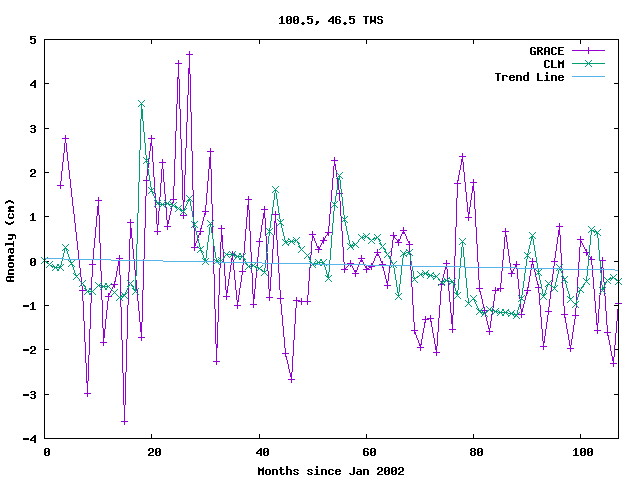 100.5, 46.5 TWS
GRACE
CLM
Trend Line
5
4
3
2
1
0
-1
-2
-3
-4
Anomaly (cm)
0 20 40 60 80 100
Months since Jan 2002